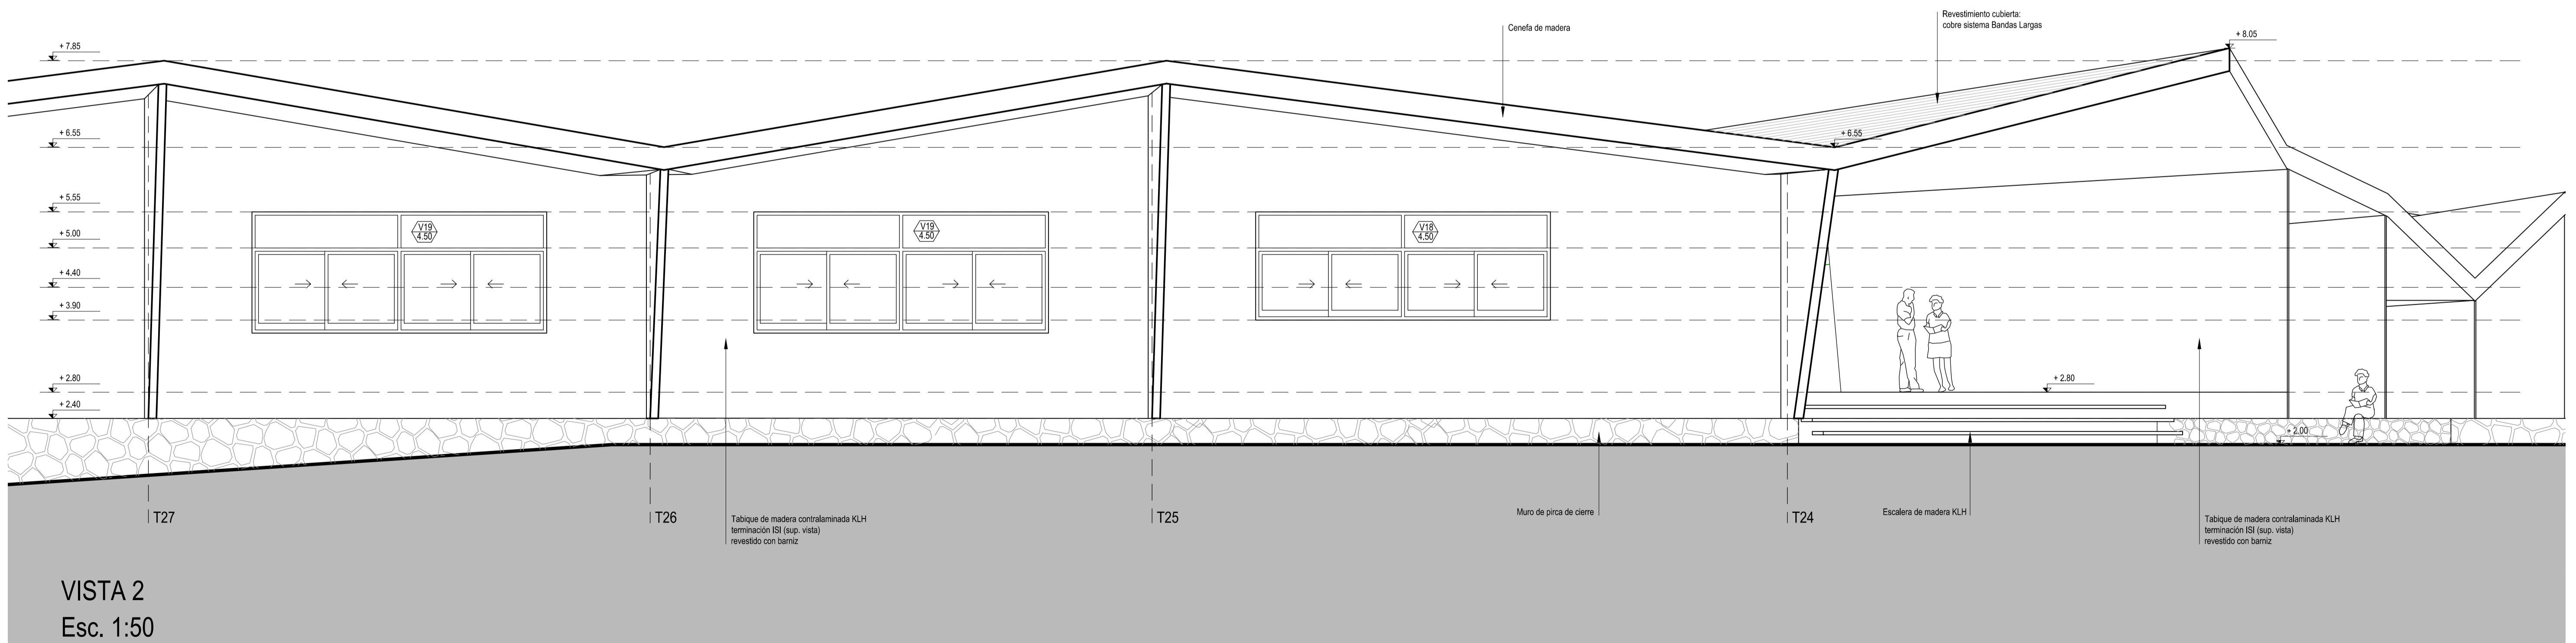 Revestimiento cubierta:
cobre sistema Bandas Largas
Cenefa de madera
+ 8.05
+ 7.85
+ 6.55
+ 6.55
+ 5.55
+ 5.00
+ 4.40
+ 3.90
+ 2.80
+ 2.40
V19
4.50
V19
4.50
V18
4.50
+ 2.80
+ 2.00
T27
T26
T25
T24
Tabique de madera contralaminada KLH
terminación ISI (sup. vista)
revestido con barniz
Muro de pirca de cierre
Escalera de madera KLH
Tabique de madera contralaminada KLH
terminación ISI (sup. vista)
revestido con barniz
VISTA 2
Esc. 1:50